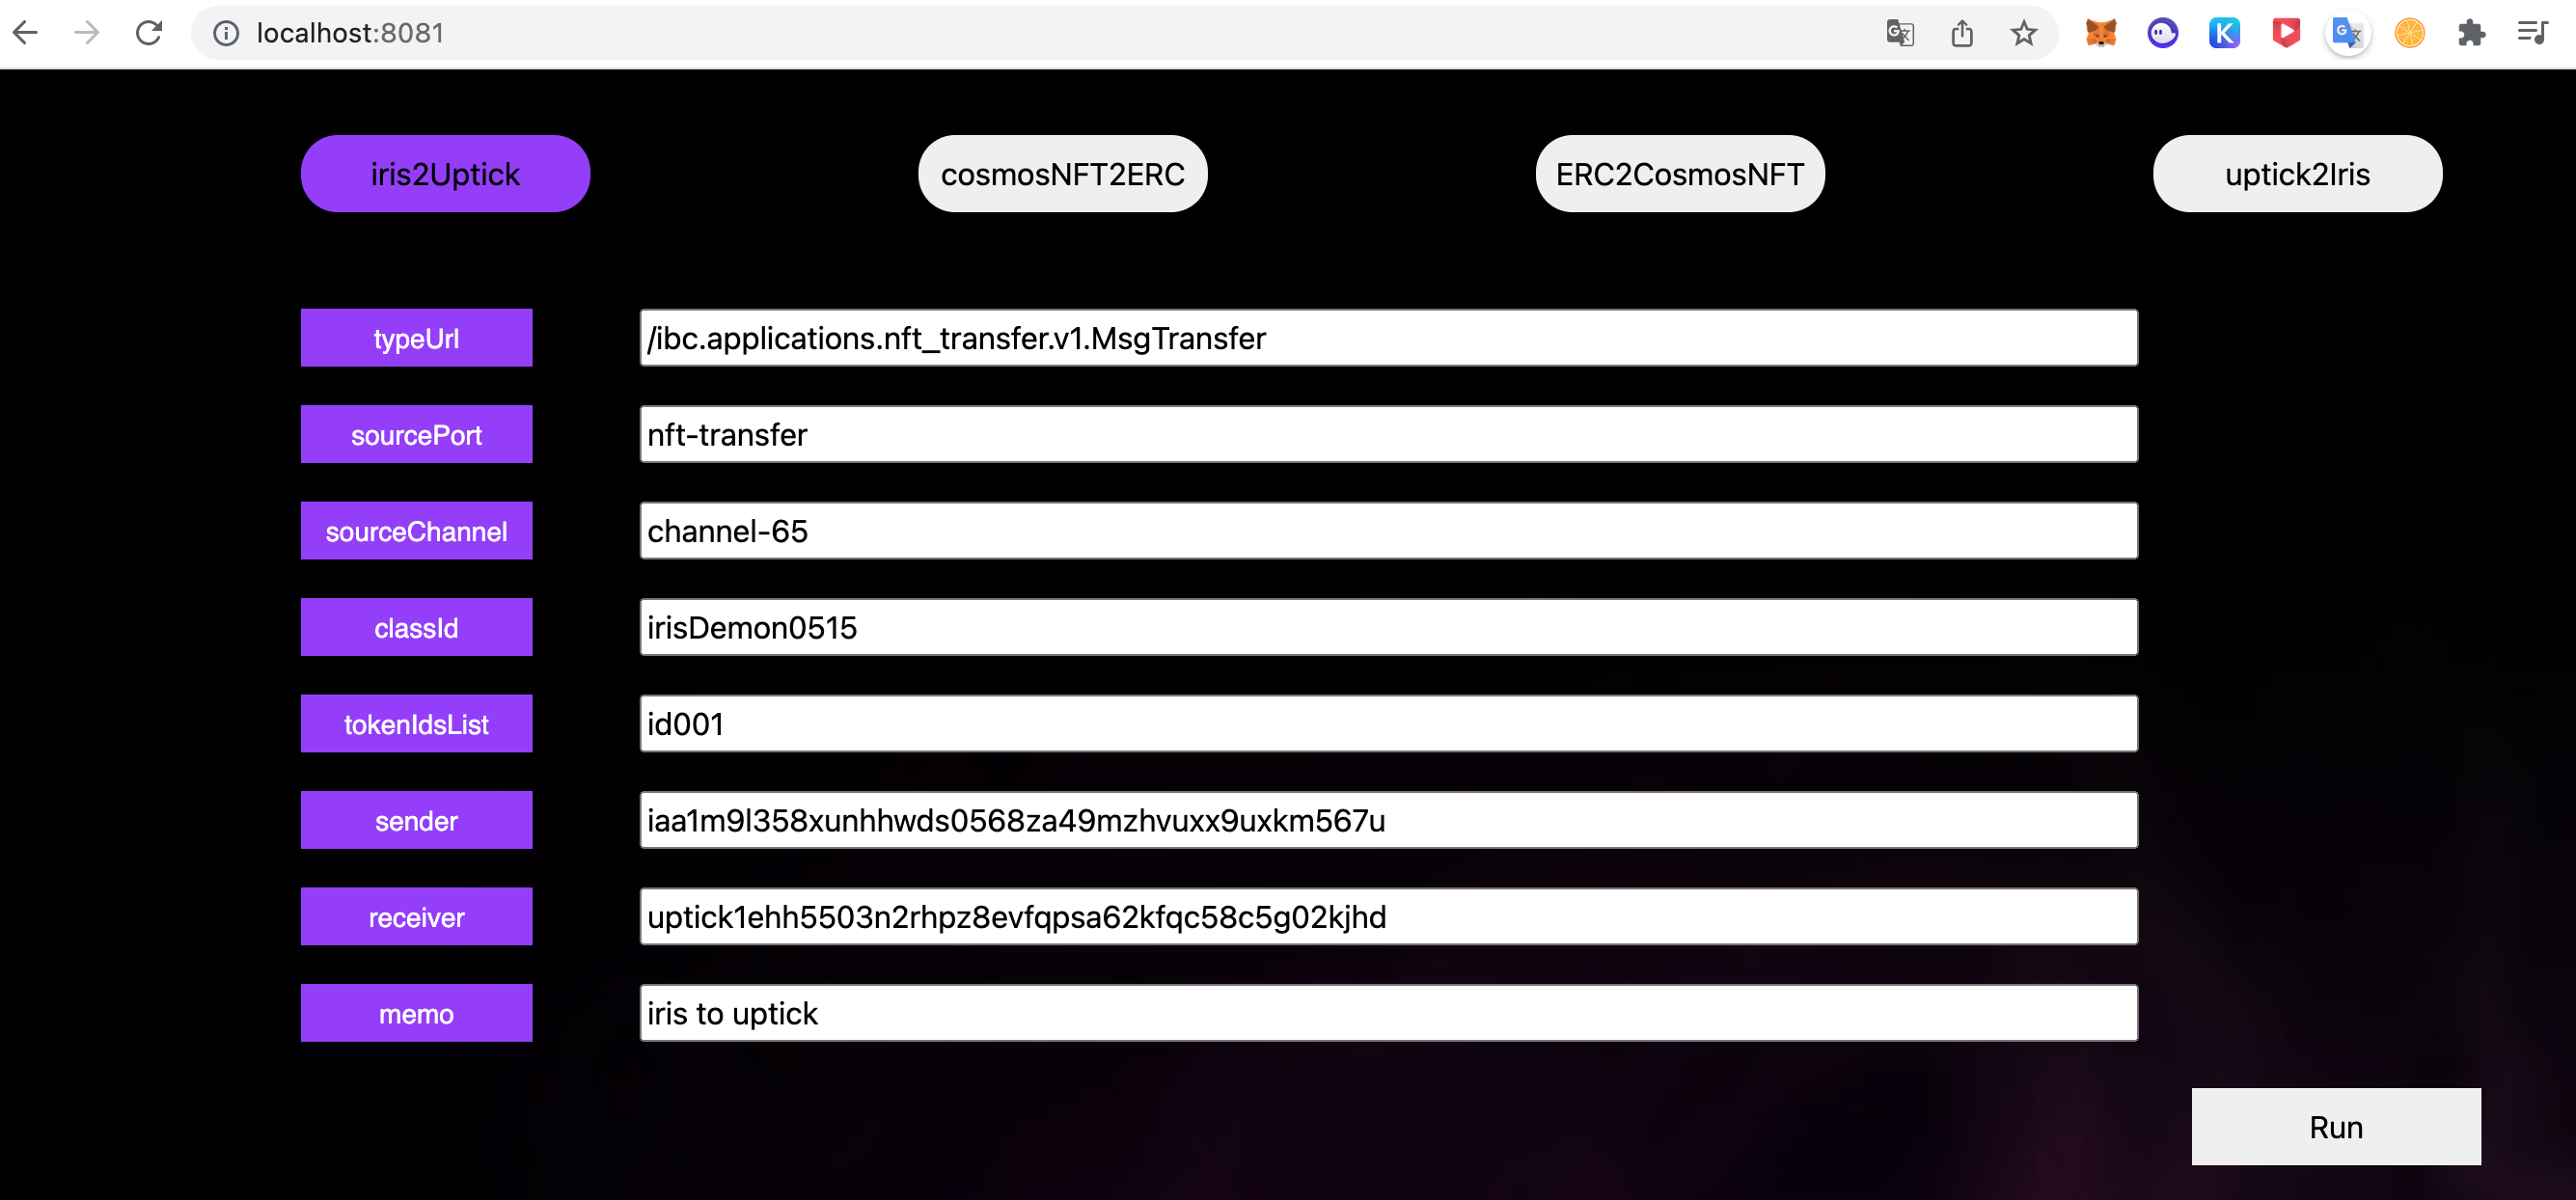 localhost:8081
iris2Uptick cosmosNFT2ERC ERC2CosmosNFT uptick2Iris
typeUrl /ibc.applications.nft_transfer.v1.MsgTransfer
sourcePort nft-transfer
sourceChannel channel-65
classId irisDemon0515
tokenIdsList id001
sender iaa1m9l358xunhhwds0568za49mzhvuxx9uxkm567u
receiver uptick1ehh5503n2rhpz8evfqpsa62kfqc58c5g02kjhd
memo iris to uptick
Run